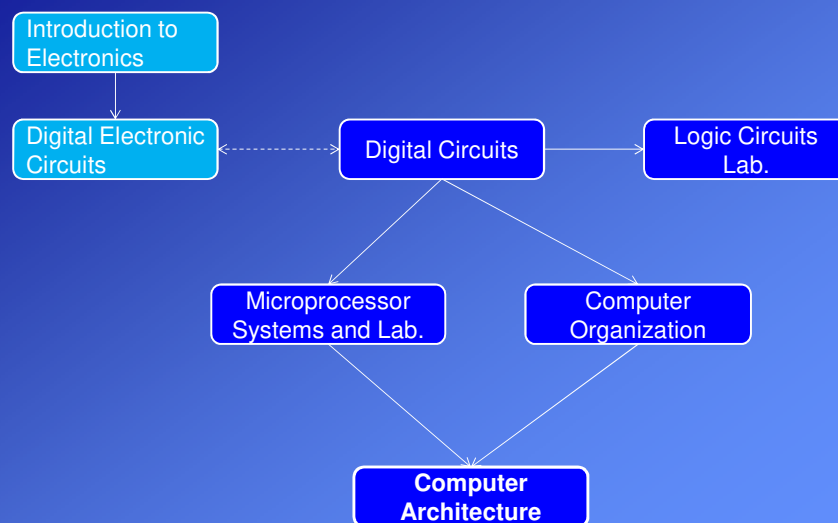 Introduction to
Electronics
Digital Electronic
Circuits
Digital Circuits
Logic Circuits
Lab.
Microprocessor
Systems and Lab.
Computer
Organization
Computer
Architecture